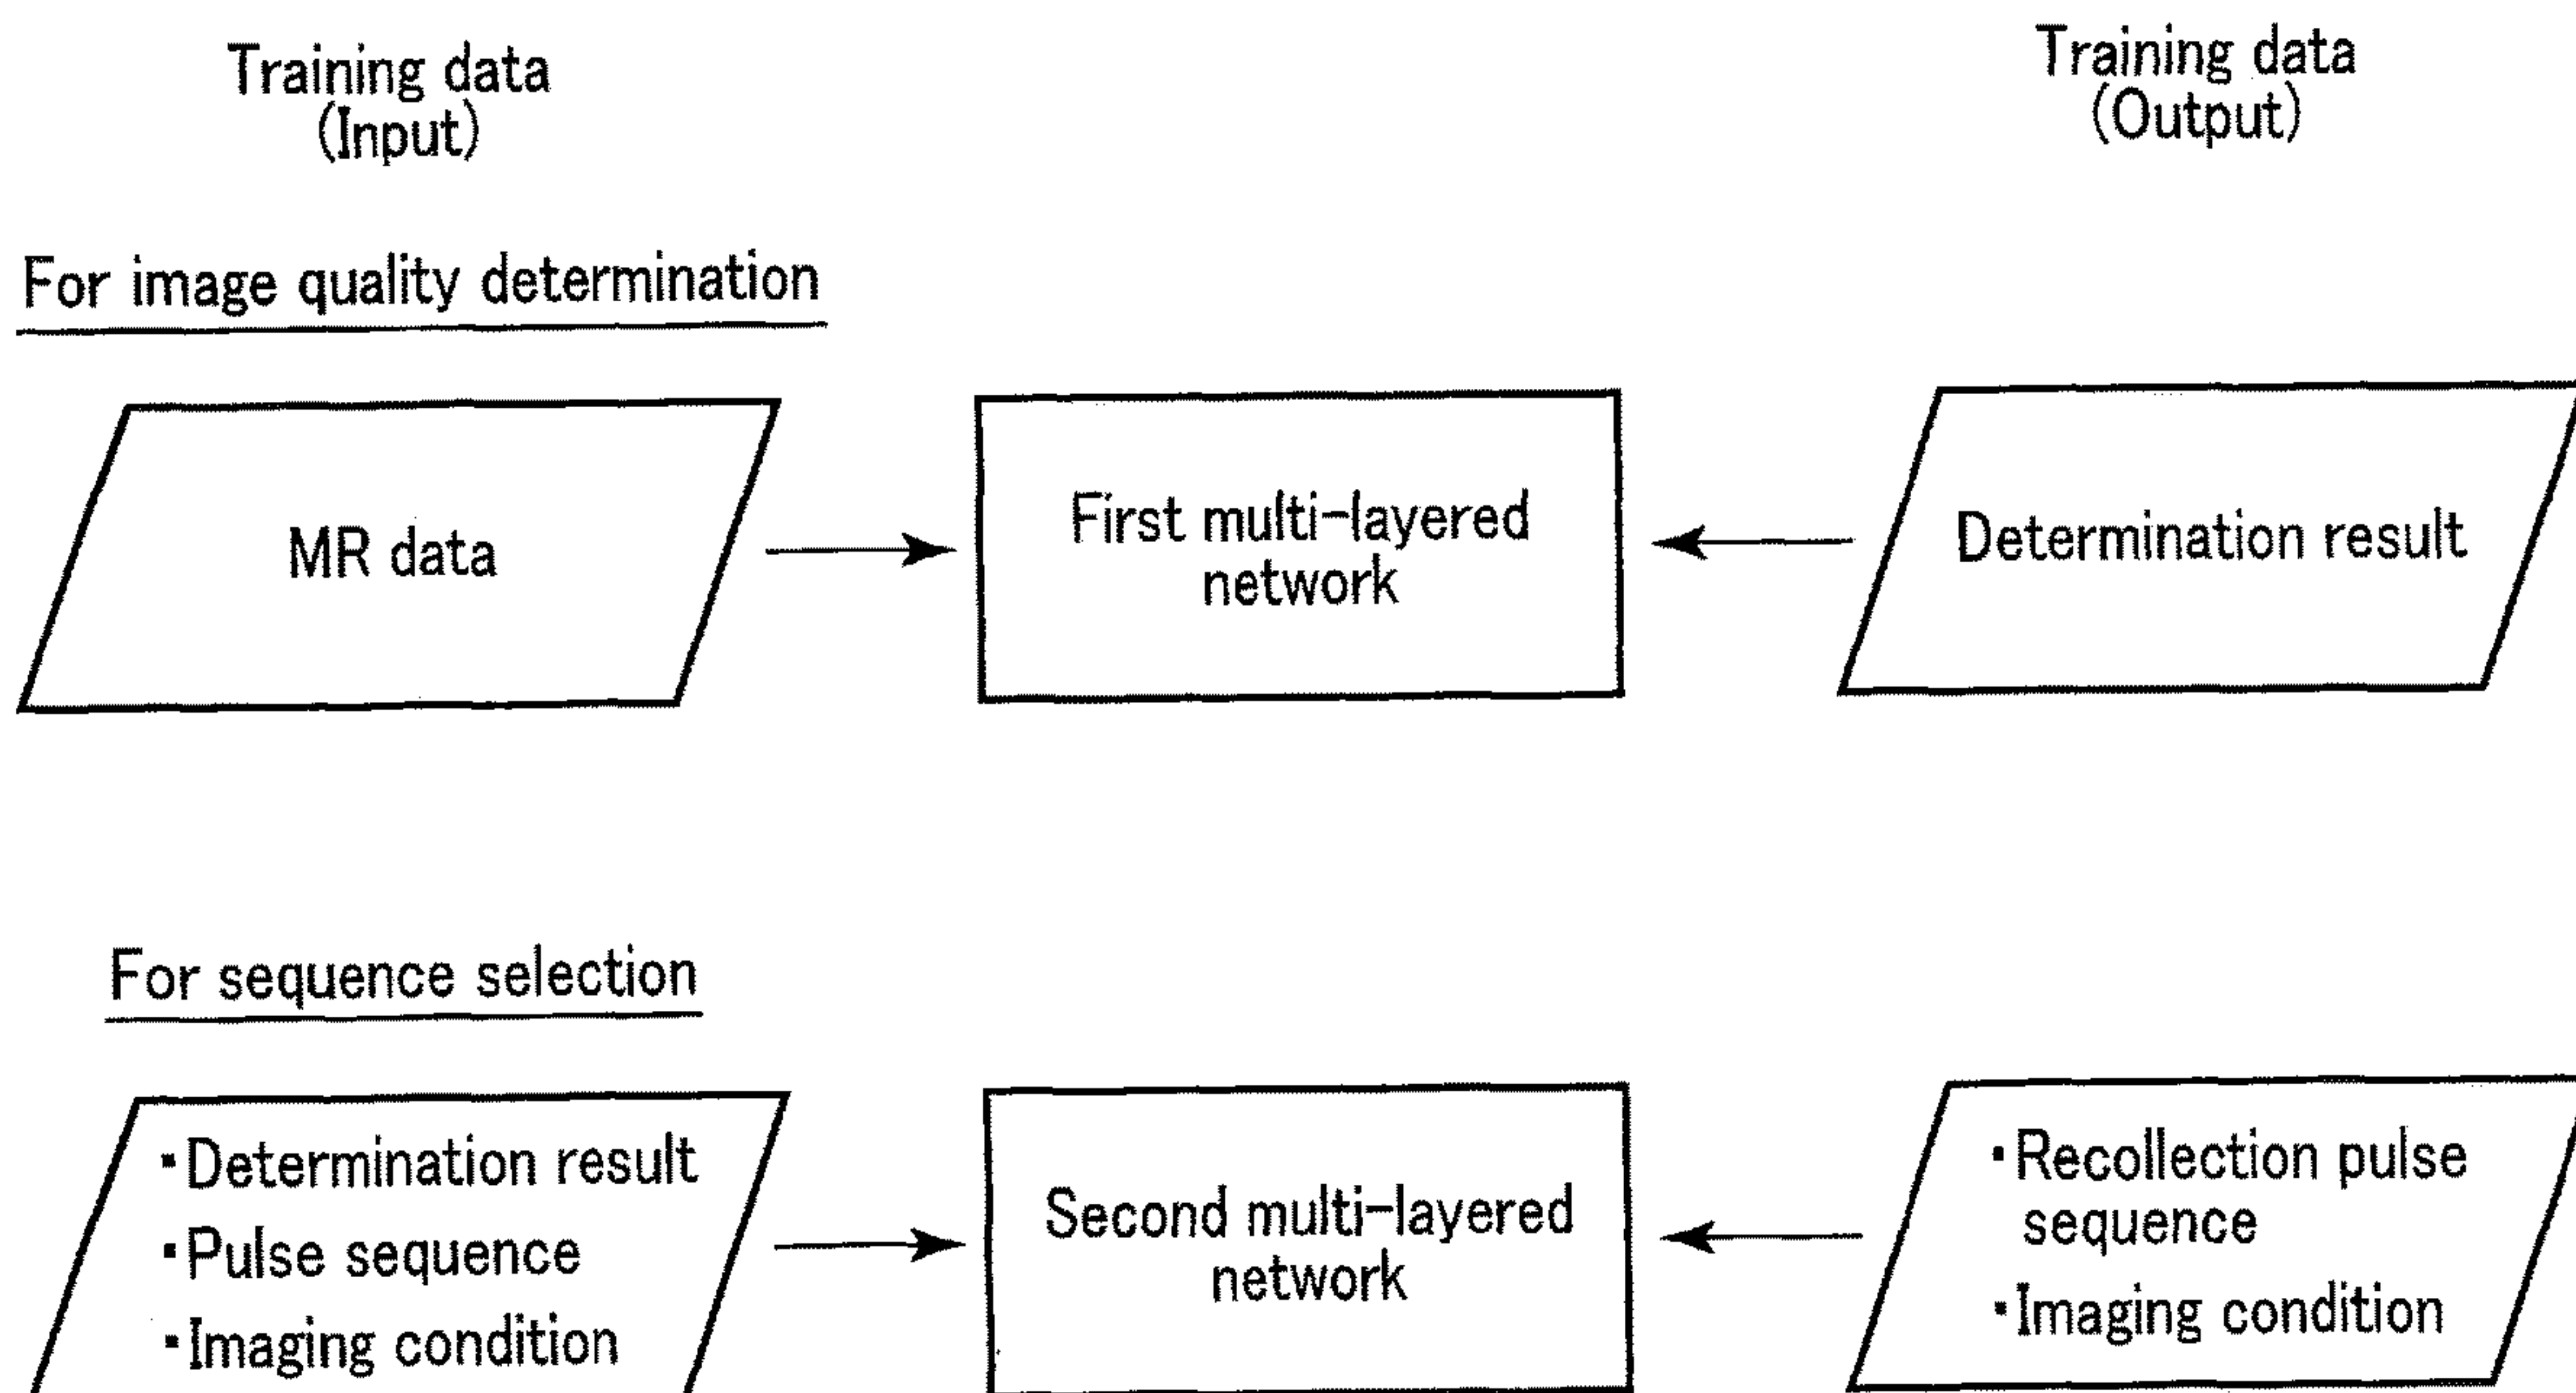 Training data
(Input)
Training data
(Output)
For image quality determination
MR data
First multi-layered
network
Determination result
For sequence selection
・Determination result
・Pulse sequence
・Imaging condition
Second multi-layered
network
・Recollection pulse
sequence
・Imaging condition